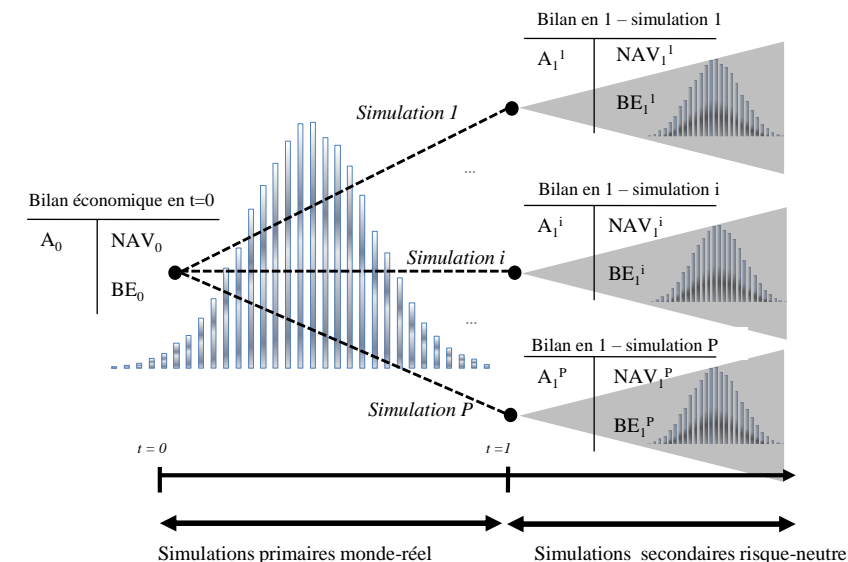 Bilan en 1 – simulation 1
A₁¹ NAV₁¹
BE₁¹
Simulation 1
...
Bilan économique en t=0
A₀ NAV₀
BE₀
Bilan en 1 – simulation i
A₁ⁱ NAV₁ⁱ
BE₁ⁱ
Simulation i
...
Bilan en 1 – simulation P
A₁ᴾ NAV₁ᴾ
BE₁ᴾ
Simulation P
t = 0 t =1
Simulations primaires monde-réel
Simulations secondaires risque-neutre